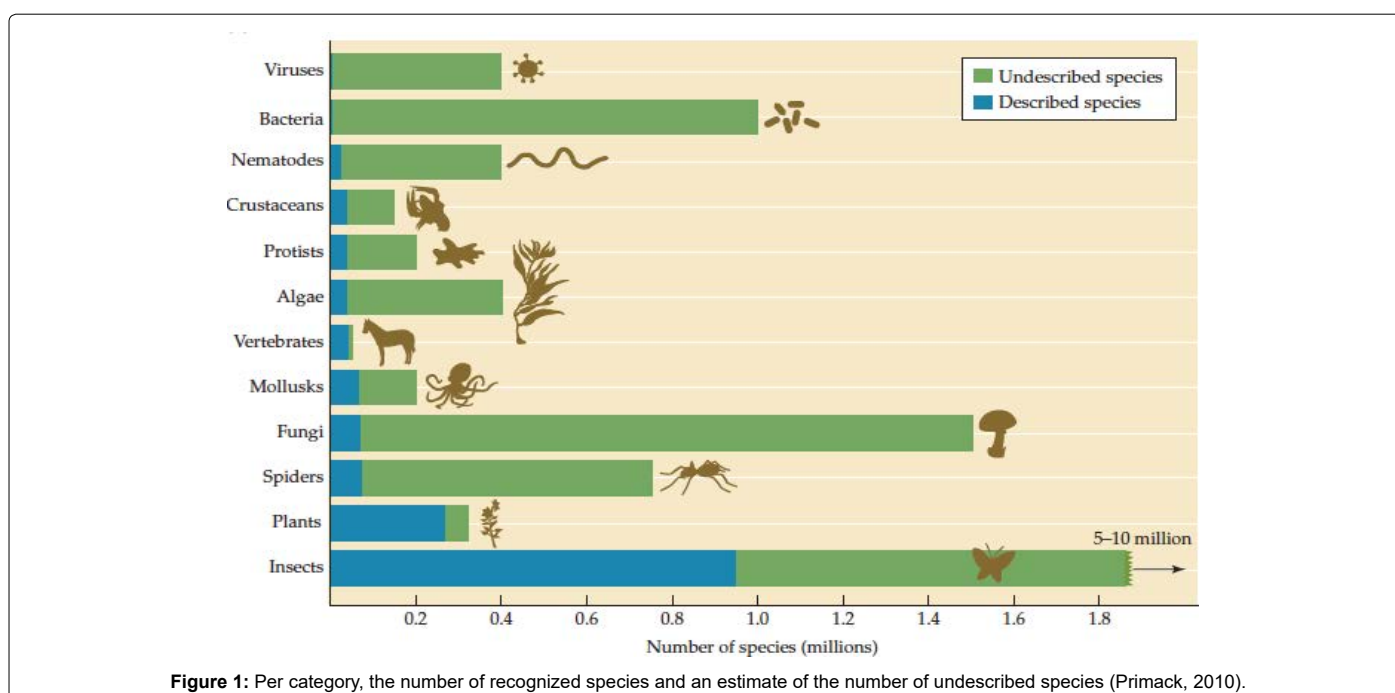 Viruses
Bacteria
Nematodes
Crustaceans
Protists
Algae
Vertebrates
Mollusks
Fungi
Spiders
Plants
Insects
Undescribed species
Described species
5–10 million
0.2 0.4 0.6 0.8 1.0 1.2 1.4 1.6 1.8
Number of species (millions)
Figure 1: Per category, the number of recognized species and an estimate of the number of undescribed species (Primack, 2010).